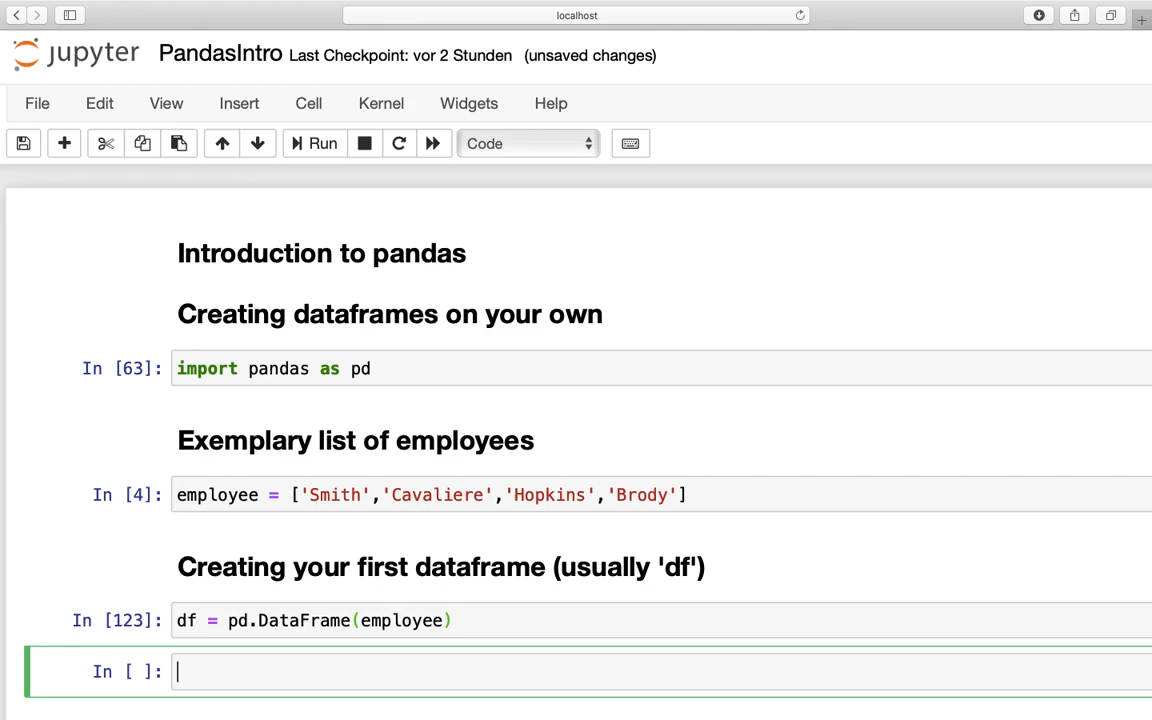 localhost
jupyter PandasIntro Last Checkpoint: vor 2 Stunden (unsaved changes)
File Edit View Insert Cell Kernel Widgets Help
Run Code
Introduction to pandas
Creating dataframes on your own
In [63]: import pandas as pd
Exemplary list of employees
In [4]: employee = ['Smith','Cavaliere','Hopkins','Brody']
Creating your first dataframe (usually 'df')
In [123]: df = pd.DataFrame(employee)
In [ ]: